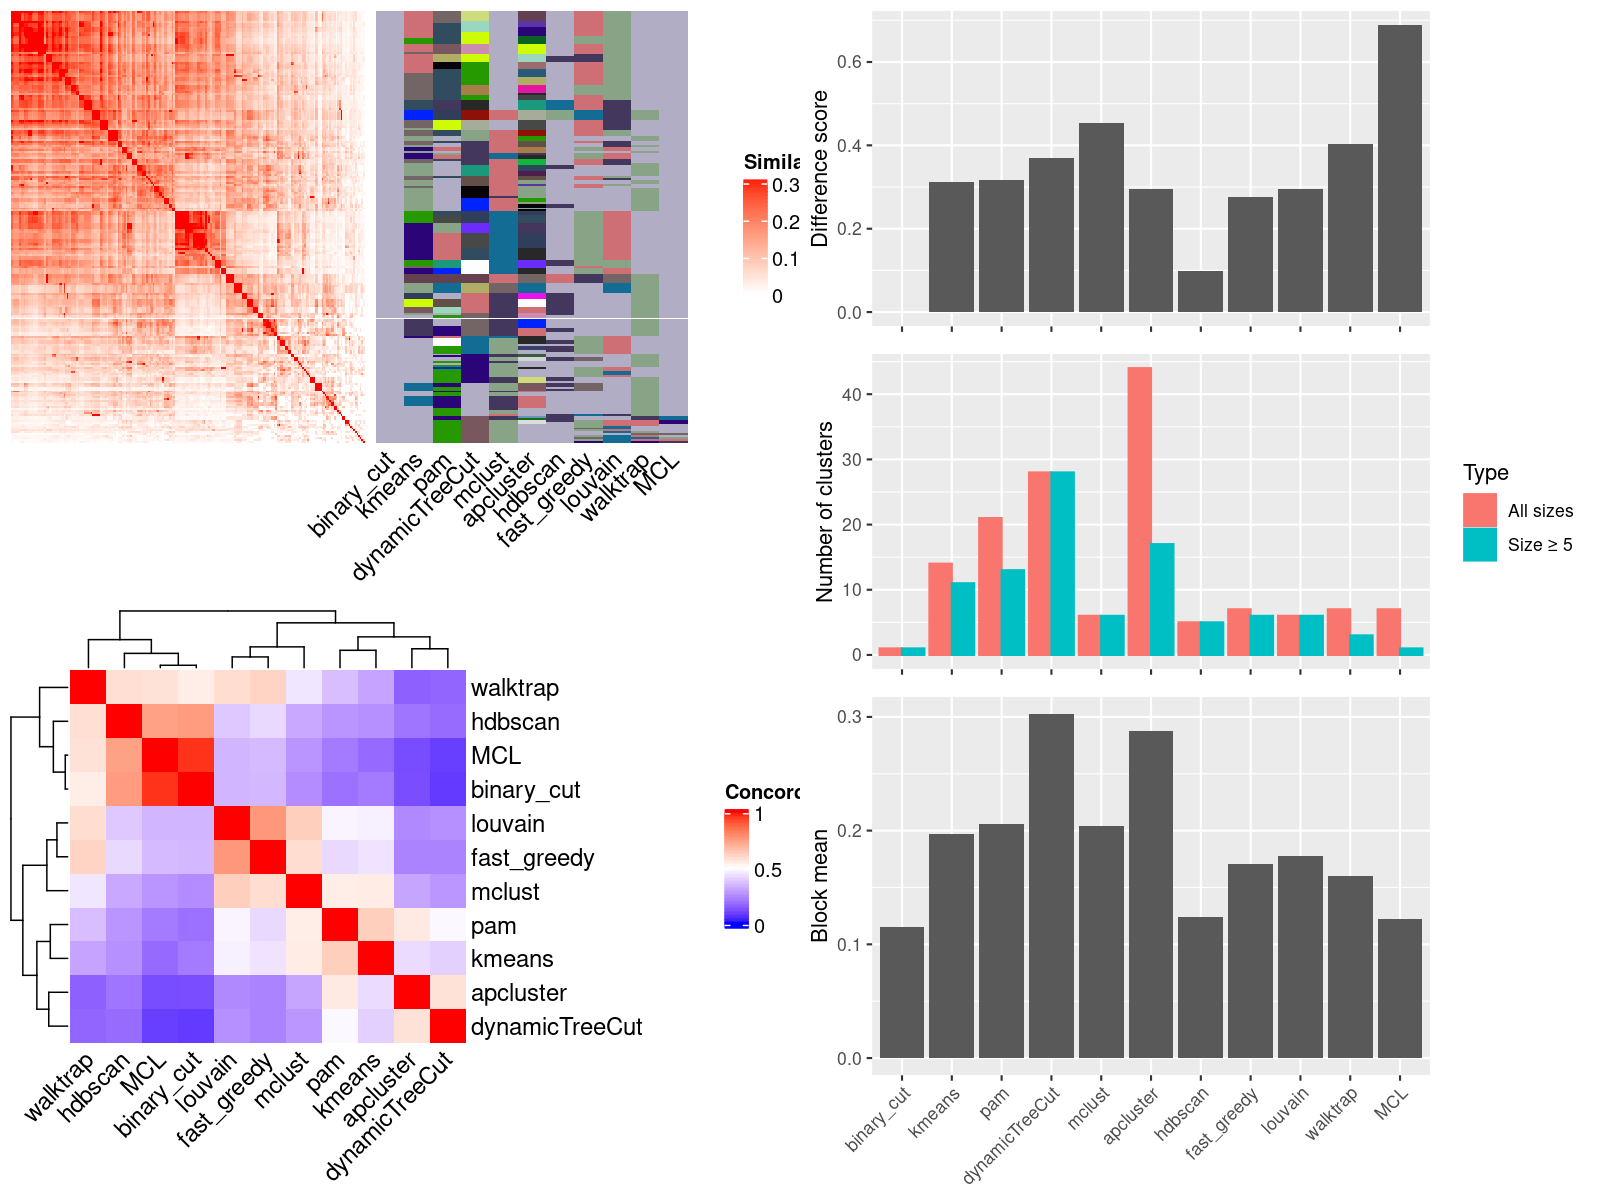 Simila
0.3
0.2
0.1
0
binary_cut
kmeans
pam
dynamicTreeCut
mclust
apcluster
hdbscan
fast_greedy
louvain
walktrap
MCL
walktrap
hdbscan
MCL
binary_cut
louvain
fast_greedy
mclust
pam
kmeans
apcluster
dynamicTreeCut
walktrap
hdbscan
MCL
binary_cut
louvain
fast_greedy
mclust
pam
kmeans
apcluster
dynamicTreeCut
Concor
1
0.5
0
Difference score
0.6
0.4
0.2
0.0
Number of clusters
40
30
20
10
0
Type
All sizes
Size ≥ 5
Block mean
0.3
0.2
0.1
0.0
binary_cut
kmeans
pam
dynamicTreeCut
mclust
apcluster
hdbscan
fast_greedy
louvain
walktrap
MCL